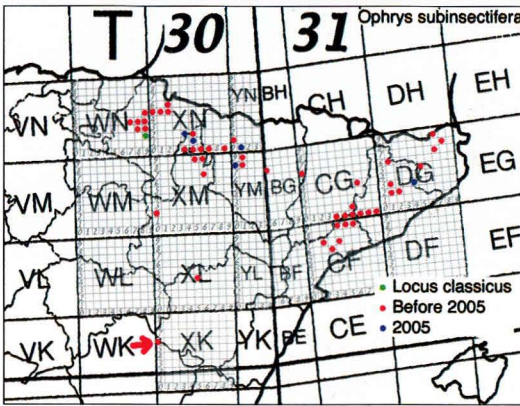 T 30 31 Ophrys subinsectifera
YN BH CH DH EH
VN WN XN
EG
VM WM XM YM BG CG DG
VL WL XL YL BF CF DF EF
Locus classicus
Before 2005
2005
VK WK XK YK BE CE